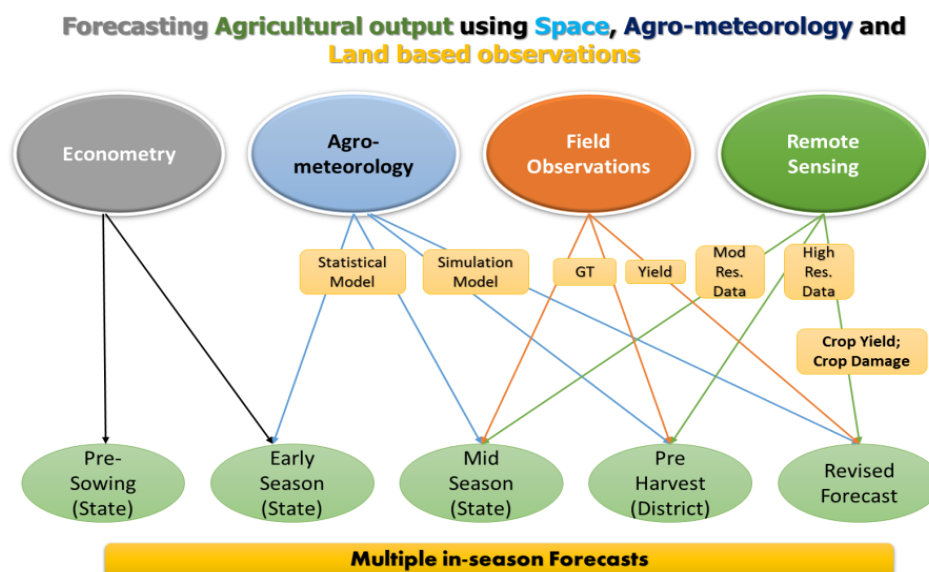 Forecasting Agricultural output using Space, Agro-meteorology and
Land based observations
Econometry
Agro-
meteorology
Field
Observations
Remote
Sensing
Statistical
Model
Simulation
Model
GT
Yield
Mod
Res.
Data
High
Res.
Data
Crop Yield;
Crop Damage
Pre-
Sowing
(State)
Early
Season
(State)
Mid
Season
(State)
Pre
Harvest
(District)
Revised
Forecast
Multiple in-season Forecasts